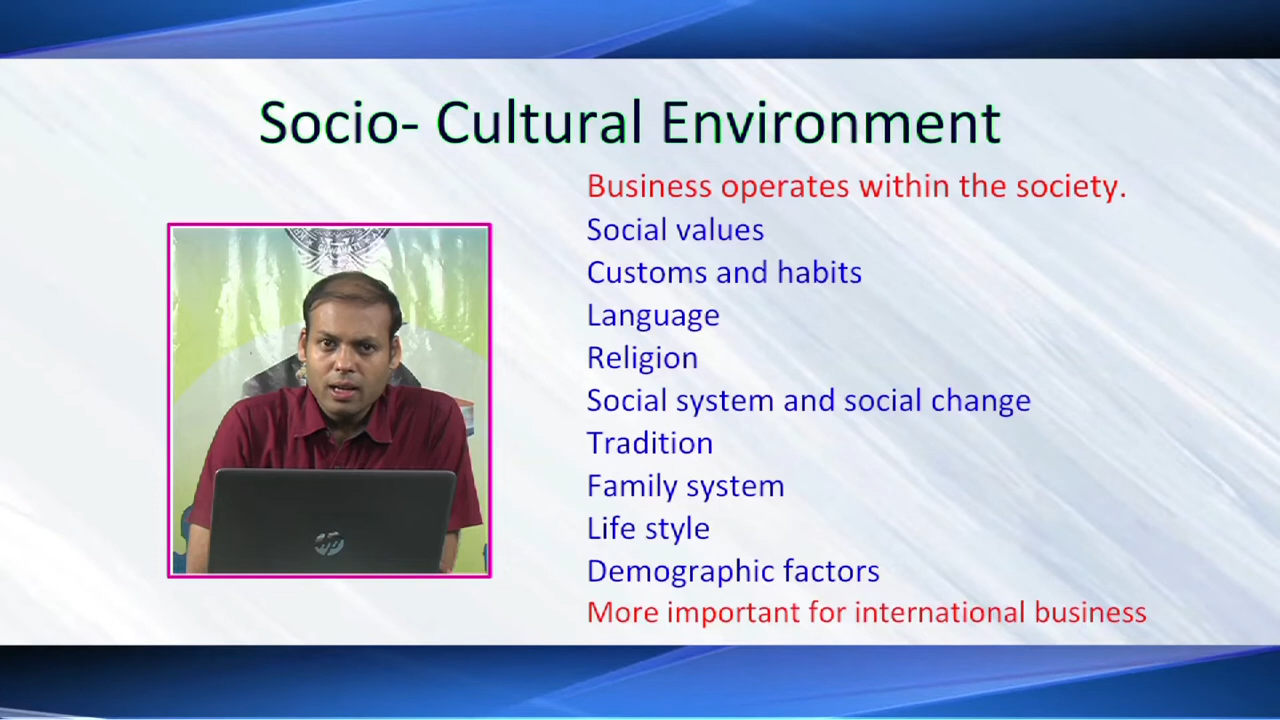 Socio- Cultural Environment
Business operates within the society.
Social values
Customs and habits
Language
Religion
Social system and social change
Tradition
Family system
Life style
Demographic factors
More important for international business
hp